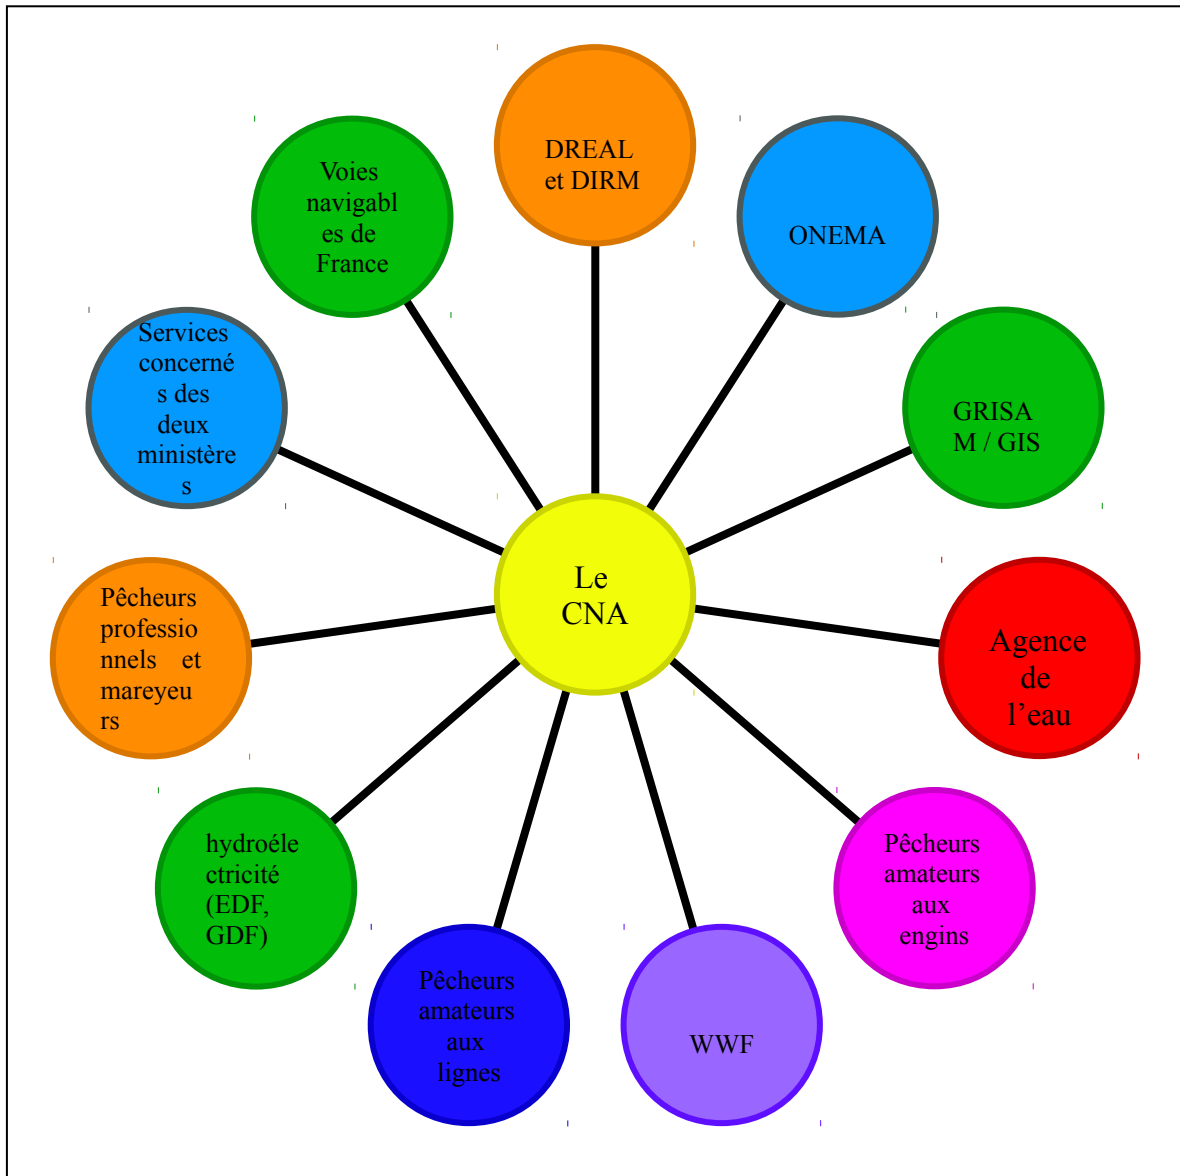 DREAL
et DIRM
Voies
navigabl
es de
France
ONEMA
Services
concerné
s des
deux
ministère
s
GRISA
M / GIS
Le
CNA
Pêcheurs
professio
nnels et
mareyeu
rs
Agence
de
l’eau
hydroéle
ctricité
(EDF,
GDF)
Pêcheurs
amateurs
aux
engins
Pêcheurs
amateurs
aux
lignes
WWF